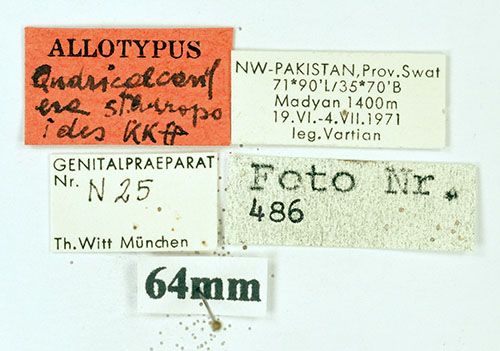 ALLOTYPUS
Quadricalcarif
era stauropo
ides KKff
NW-PAKISTAN, Prov.Swat
71°90'L/35°70'B
Madyan 1400m
19.VI.-4.VII.1971
leg.Vartian
GENITALPRAEPARAT
Nr. N 25
Th.Witt München
Foto Nr.
486
64mm